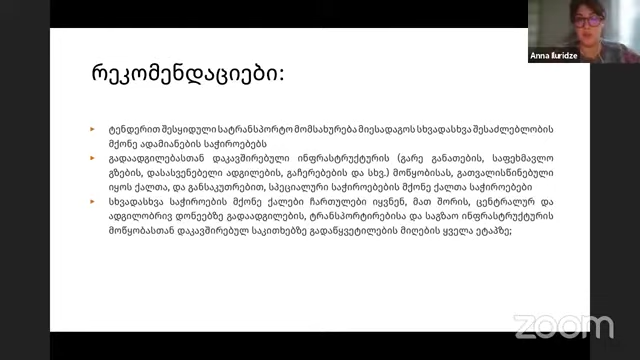 Anna Iluridze
რეკომენდაციები:
ტენდერით შესყიდული სატრანსპორტო მომსახურება მიესადაგოს სხვადასხვა შესაძლებლობის
მქონე ადამიანების საჭიროებებს
გადაადგილებასთან დაკავშირებული ინფრასტრუქტურის (გარე განათების, საფეხმავლო
გზების, დასასვენებელი ადგილების, გაჩერებების და სხვ.) მოწყობისას, გათვალისწინებული
იყოს ქალთა, და განსაკუთრებით, სპეციალური საჭიროებების მქონე ქალთა საჭიროებები
სხვადასხვა საჭიროების მქონე ქალები ჩართულები იყვნენ, მათ შორის, ცენტრალურ და
ადგილობრივ დონეებზე გადაადგილების, ტრანსპორტირებისა და საგზაო ინფრასტრუქტურის
მოწყობასთან დაკავშირებულ საკითხებზე გადაწყვეტილების მიღების ყველა ეტაპზე;
zoom